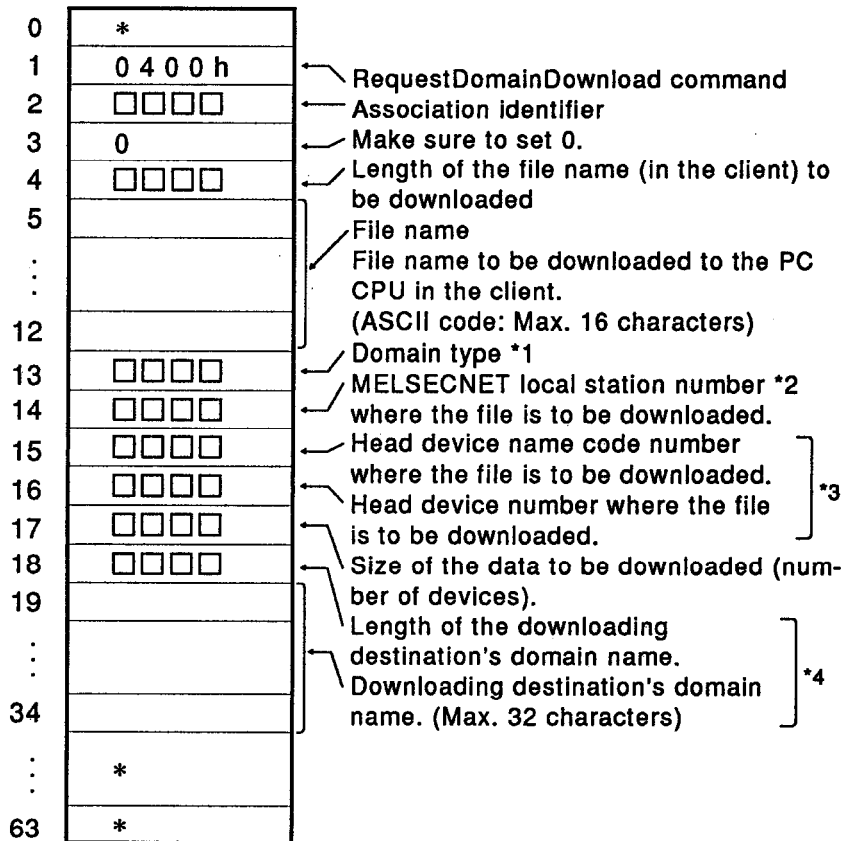 0 *
1 0400h RequestDomainDownload command
2 □□□□ Association identifier
3 0 Make sure to set 0.
4 □□□□ Length of the file name (in the client) to
be downloaded
5
File name
File name to be downloaded to the PC
CPU in the client.
(ASCII code: Max. 16 characters)
12
13 □□□□ Domain type *1
14 □□□□ MELSECNET local station number *2
where the file is to be downloaded.
15 □□□□ Head device name code number
where the file is to be downloaded.
*3
16 □□□□ Head device number where the file
is to be downloaded.
17 □□□□ Size of the data to be downloaded (num-
ber of devices).
18 □□□□ Length of the downloading
destination's domain name.
*4
19
Downloading destination's domain
name. (Max. 32 characters)
34
*
63 *